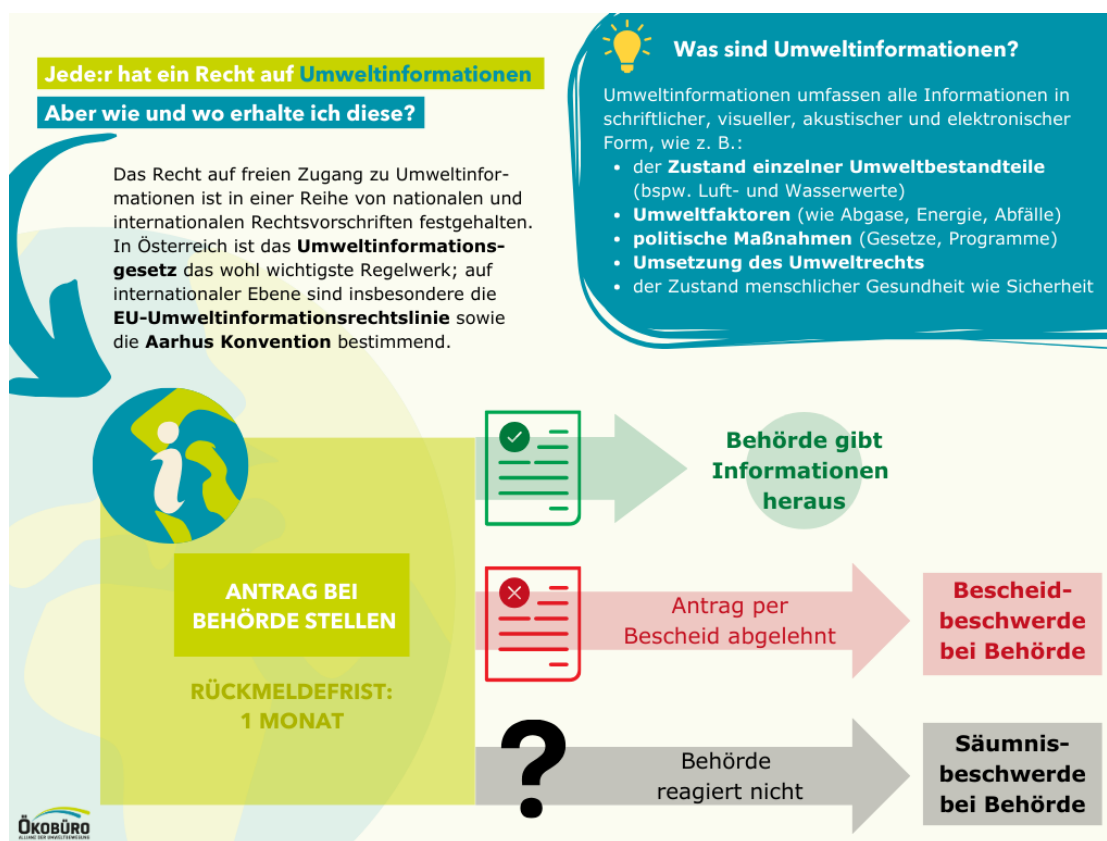 Jede:r hat ein Recht auf Umweltinformationen
Aber wie und wo erhalte ich diese?
Das Recht auf freien Zugang zu Umweltinfor-
mationen ist in einer Reihe von nationalen und
internationalen Rechtsvorschriften festgehalten.
In Österreich ist das Umweltinformations-
gesetz das wohl wichtigste Regelwerk; auf
internationaler Ebene sind insbesondere die
EU-Umweltinformationsrechtslinie sowie
die Aarhus Konvention bestimmend.
Was sind Umweltinformationen?
Umweltinformationen umfassen alle Informationen in
schriftlicher, visueller, akustischer und elektronischer
Form, wie z. B.:
• der Zustand einzelner Umweltbestandteile
(bspw. Luft- und Wasserwerte)
• Umweltfaktoren (wie Abgase, Energie, Abfälle)
• politische Maßnahmen (Gesetze, Programme)
• Umsetzung des Umweltrechts
• der Zustand menschlicher Gesundheit wie Sicherheit
i
ANTRAG BEI
BEHÖRDE STELLEN
RÜCKMELDEFRIST:
1 MONAT
Behörde gibt
Informationen
heraus
Antrag per
Bescheid abgelehnt
Bescheid-
beschwerde
bei Behörde
?
Behörde
reagiert nicht
Säumnis-
beschwerde
bei Behörde
ÖKOBÜRO
ALLIANZ DER UMWELTBEWEGUNG